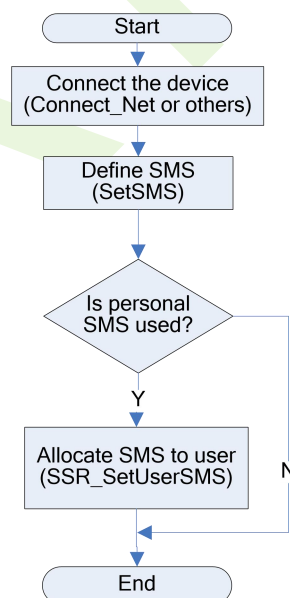 Start
Connect the device
(Connect_Net or others)
Define SMS
(SetSMS)
Is personal
SMS used?
Y
Allocate SMS to user
(SSR_SetUserSMS)
N
End